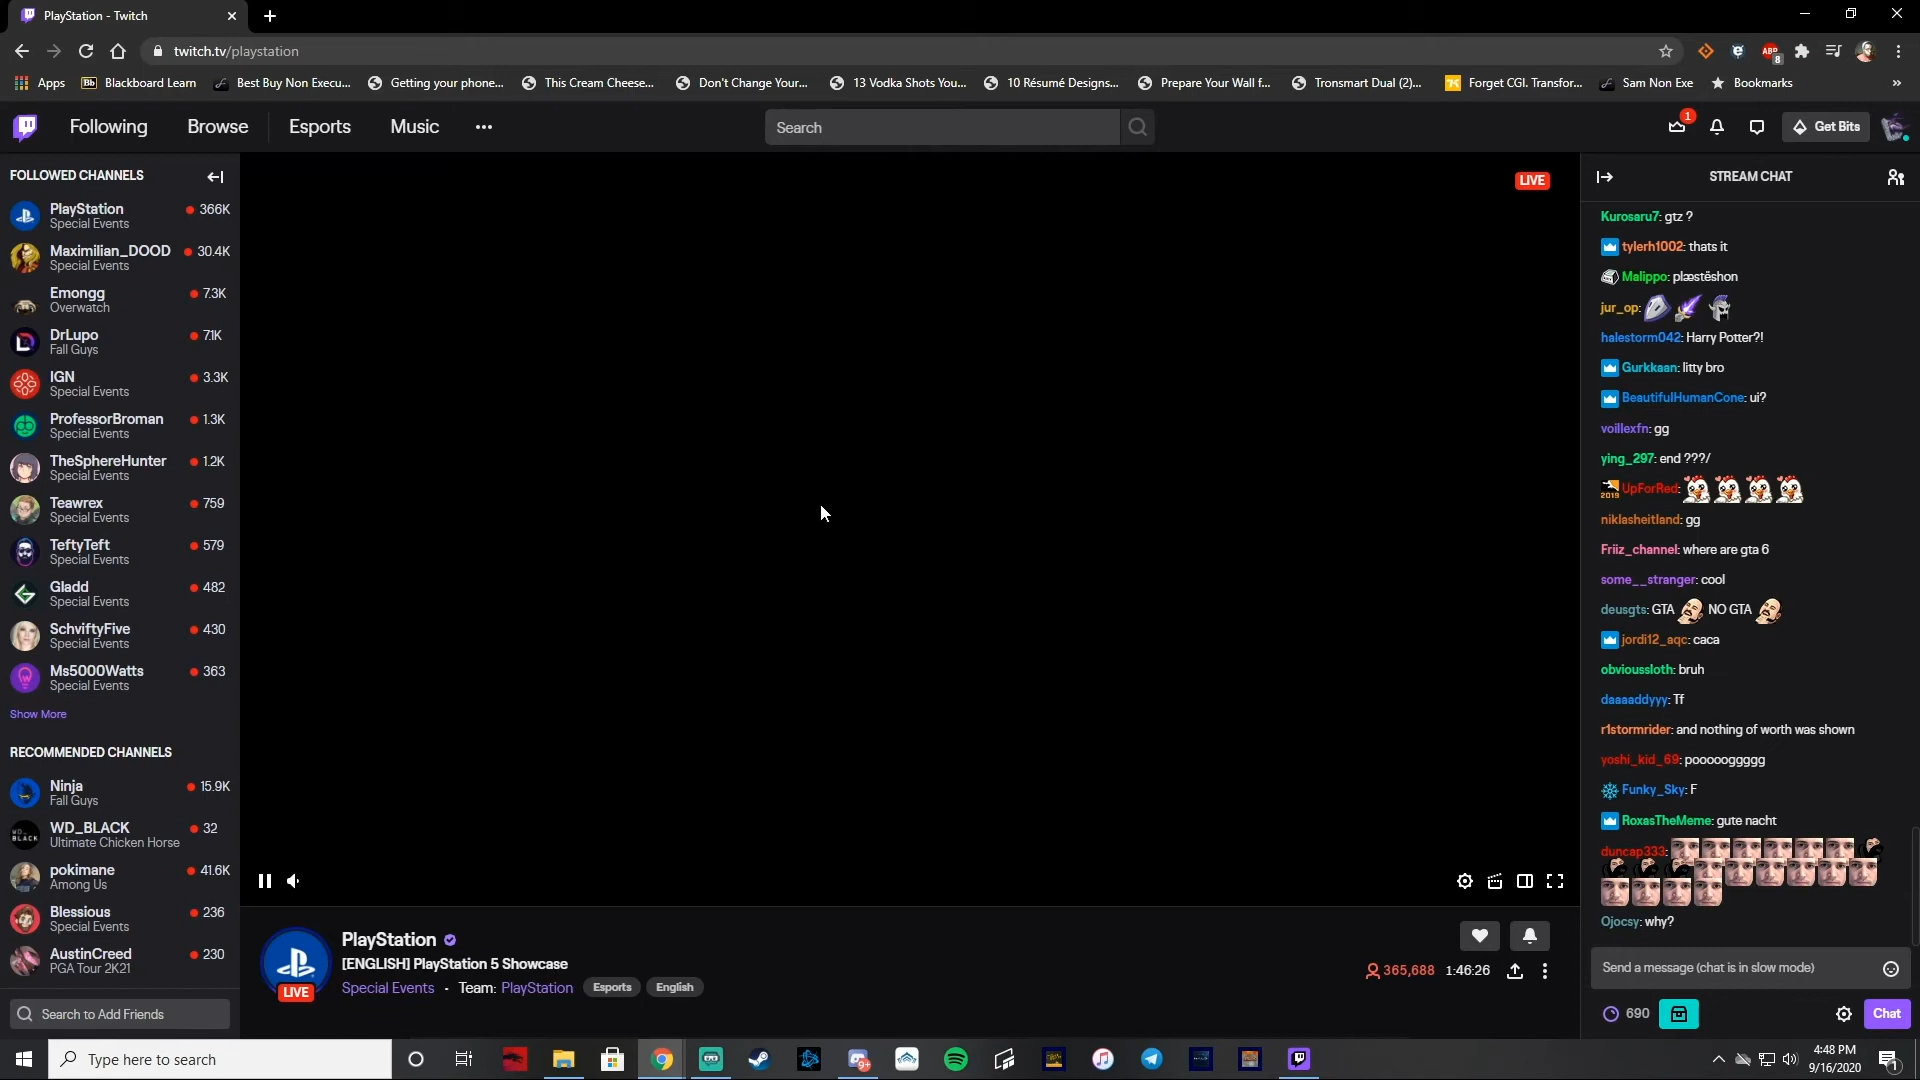 PlayStation - Twitch
twitch.tv/playstation
ABP
8
Apps
Bb
Blackboard Learn
Best Buy Non Execu...
Getting your phone...
This Cream Cheese...
Don't Change Your...
13 Vodka Shots You...
10 Résumé Designs...
Prepare Your Wall f...
Tronsmart Dual (2)...
Forget CGI. Transfor...
Sam Non Exe
Bookmarks
Following
Browse
Esports
Music
Search
1
Get Bits
FOLLOWED CHANNELS
PlayStation
366K
Special Events
Maximilian_DOOD
30.4K
Special Events
Emongg
7.3K
Overwatch
DrLupo
7.1K
Fall Guys
IGN
3.3K
Special Events
ProfessorBroman
1.3K
Special Events
TheSphereHunter
1.2K
Special Events
Teawrex
759
Special Events
TeftyTeft
579
Special Events
Gladd
482
Special Events
SchviftyFive
430
Special Events
Ms5000Watts
363
Special Events
Show More
RECOMMENDED CHANNELS
Ninja
15.9K
Fall Guys
WD_BLACK
32
Ultimate Chicken Horse
pokimane
41.6K
Among Us
Blessious
236
Special Events
AustinCreed
230
PGA Tour 2K21
Search to Add Friends
LIVE
PlayStation
[ENGLISH] PlayStation 5 Showcase
Special Events · Team: PlayStation
Esports
English
LIVE
365,688
1:46:26
STREAM CHAT
Kurosaru7: gtz ?
tylerh1002: thats it
Malippo: plæstëshon
jur_op:
halestorm042: Harry Potter?!
Gurkkaan: litty bro
BeautifulHumanCone: ui?
voillexfn: gg
ying_297: end ???/
2019 UpForRed:
niklasheitland: gg
Friiz_channel: where are gta 6
some__stranger: cool
deusgts: GTA NO GTA
jordi12_aqc: caca
obvioussloth: bruh
daaaaddyyy: Tf
r1stormrider: and nothing of worth was shown
yoshi_kid_69: poooooggggg
Funky_Sky: F
RoxasTheMeme: gute nacht
duncap333:
Ojocsy: why?
Send a message (chat is in slow mode)
690
Chat
Type here to search
9+
4:48 PM
9/16/2020
1